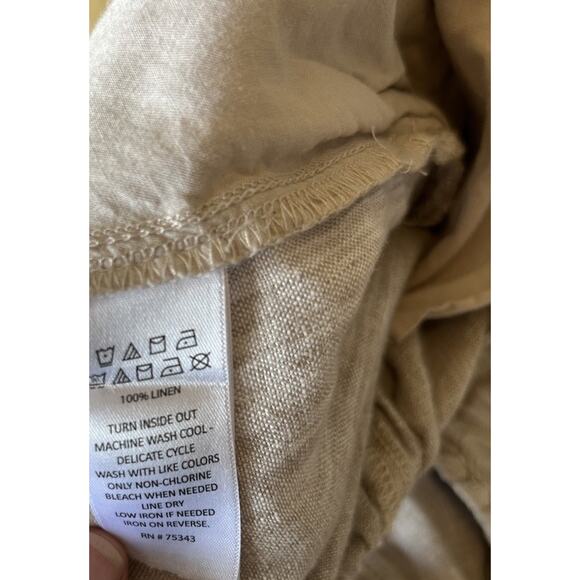 100% LINEN
TURN INSIDE OUT
MACHINE WASH COOL -
DELICATE CYCLE
WASH WITH LIKE COLORS
ONLY NON-CHLORINE
BLEACH WHEN NEEDED
LINE DRY
LOW IRON IF NEEDED
IRON ON REVERSE.
RN # 75343